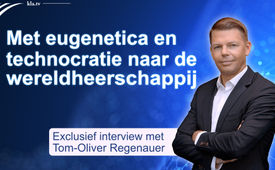 kla.tv
Met eugenetica en
technocratie naar de
wereldheerschappij
Exclusief interview met
Tom-Oliver Regenauer